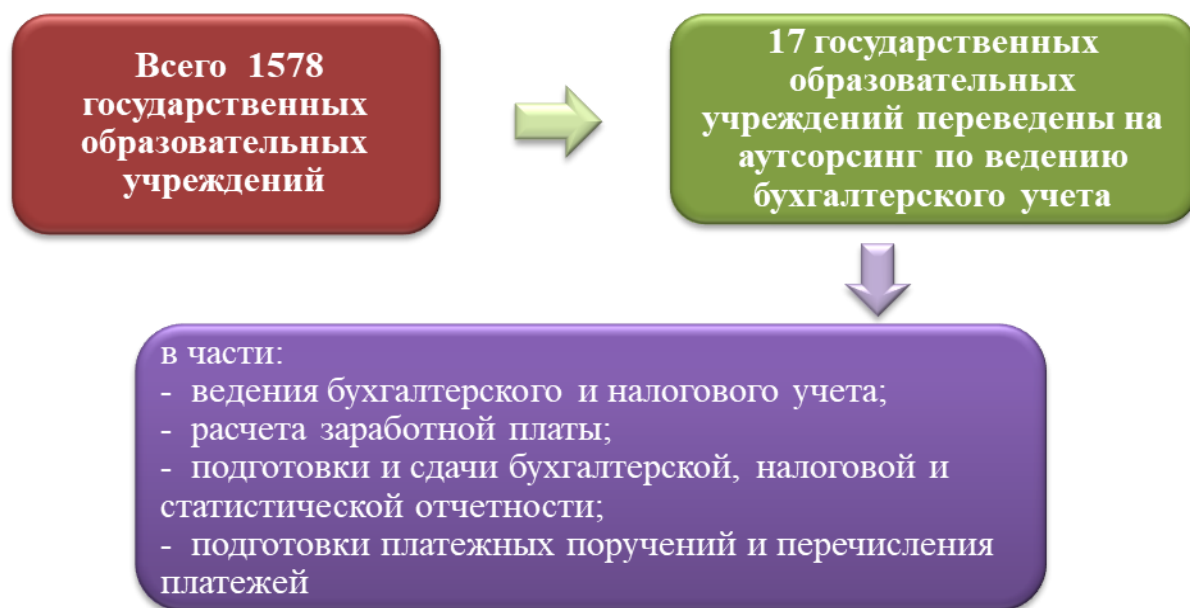 Всего 1578
государственных
образовательных
учреждений
17 государственных
образовательных
учреждений переведены на
аутсорсинг по ведению
бухгалтерского учета
в части:
- ведения бухгалтерского и налогового учета;
- расчета заработной платы;
- подготовки и сдачи бухгалтерской, налоговой и
статистической отчетности;
- подготовки платежных поручений и перечисления
платежей